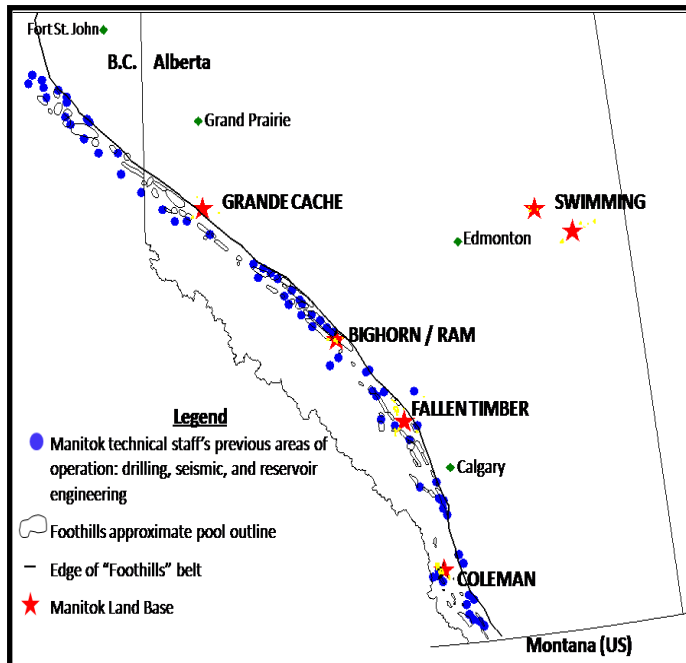 Fort St. John
B.C. Alberta
Grand Prairie
GRANDE CACHE
SWIMMING
Edmonton
BIGHORN / RAM
FALLEN TIMBER
Calgary
COLEMAN
Montana (US)
Legend
Manitok technical staff's previous areas of
operation: drilling, seismic, and reservoir
engineering
Foothills approximate pool outline
Edge of “Foothills” belt
Manitok Land Base